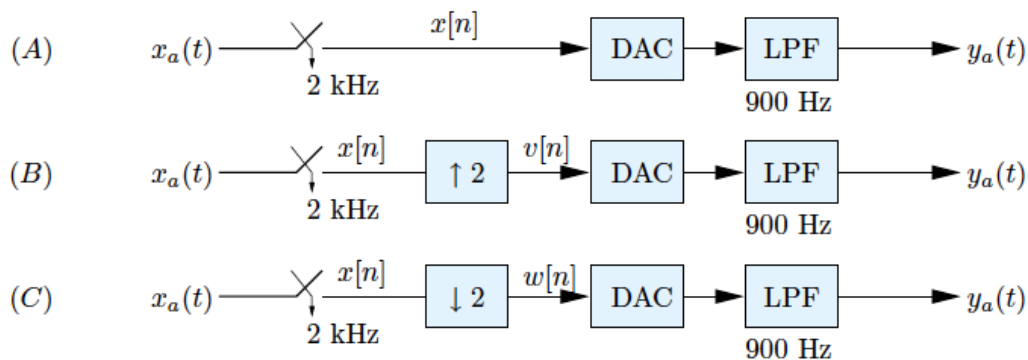 (A) x_a(t) 2 kHz x[n] DAC LPF 900 Hz y_a(t)
(B) x_a(t) 2 kHz x[n] ↑ 2 v[n] DAC LPF 900 Hz y_a(t)
(C) x_a(t) 2 kHz x[n] ↓ 2 w[n] DAC LPF 900 Hz y_a(t)